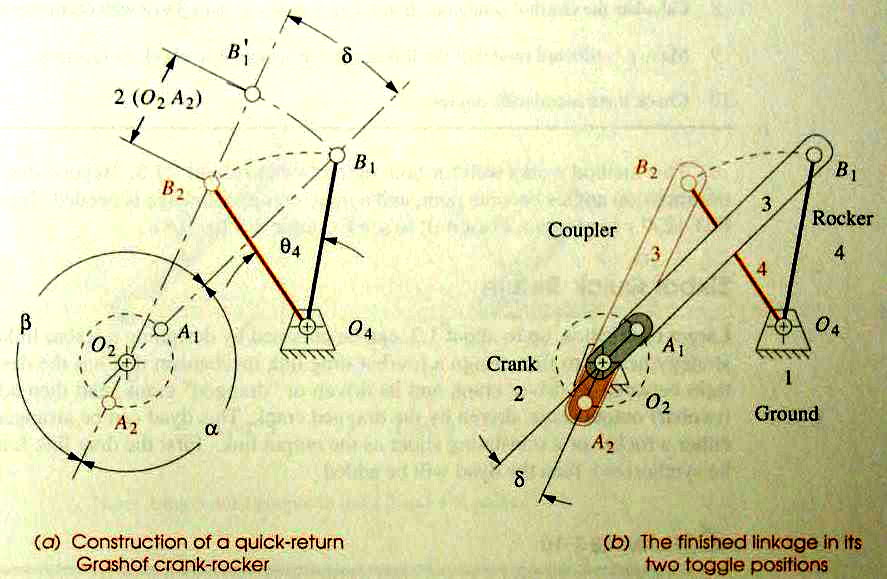 B₁'
δ
2 (O₂ A₂)
B₂
B₁
θ₄
β
O₂
A₁
O₄
A₂
α
(a) Construction of a quick-return
Grashof crank-rocker
B₂
B₁
3
Coupler
Rocker
3
4
4
O₄
A₁
Crank
2
1
O₂
Ground
A₂
δ
(b) The finished linkage in its
two toggle positions